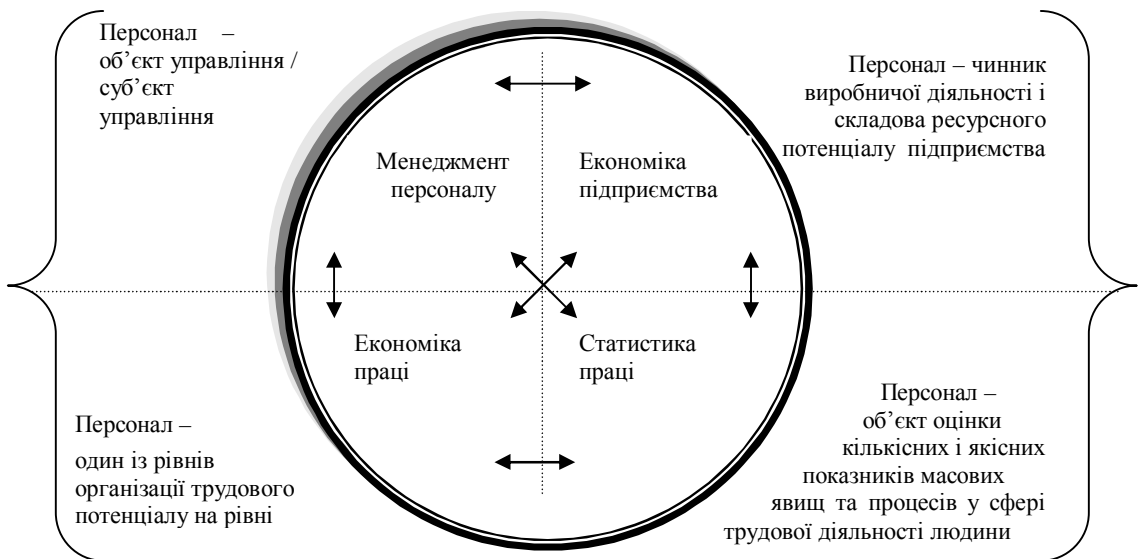 Персонал –
об’єкт управління /
суб’єкт
управління
Персонал – чинник
виробничої діяльності і
складова ресурсного
потенціалу підприємства
Менеджмент
персоналу
Економіка
підприємства
Економіка
праці
Статистика
праці
Персонал –
один із рівнів
організації трудового
потенціалу на рівні
Персонал –
об’єкт оцінки
кількісних і якісних
показників масових
явищ та процесів у сфері
трудової діяльності людини